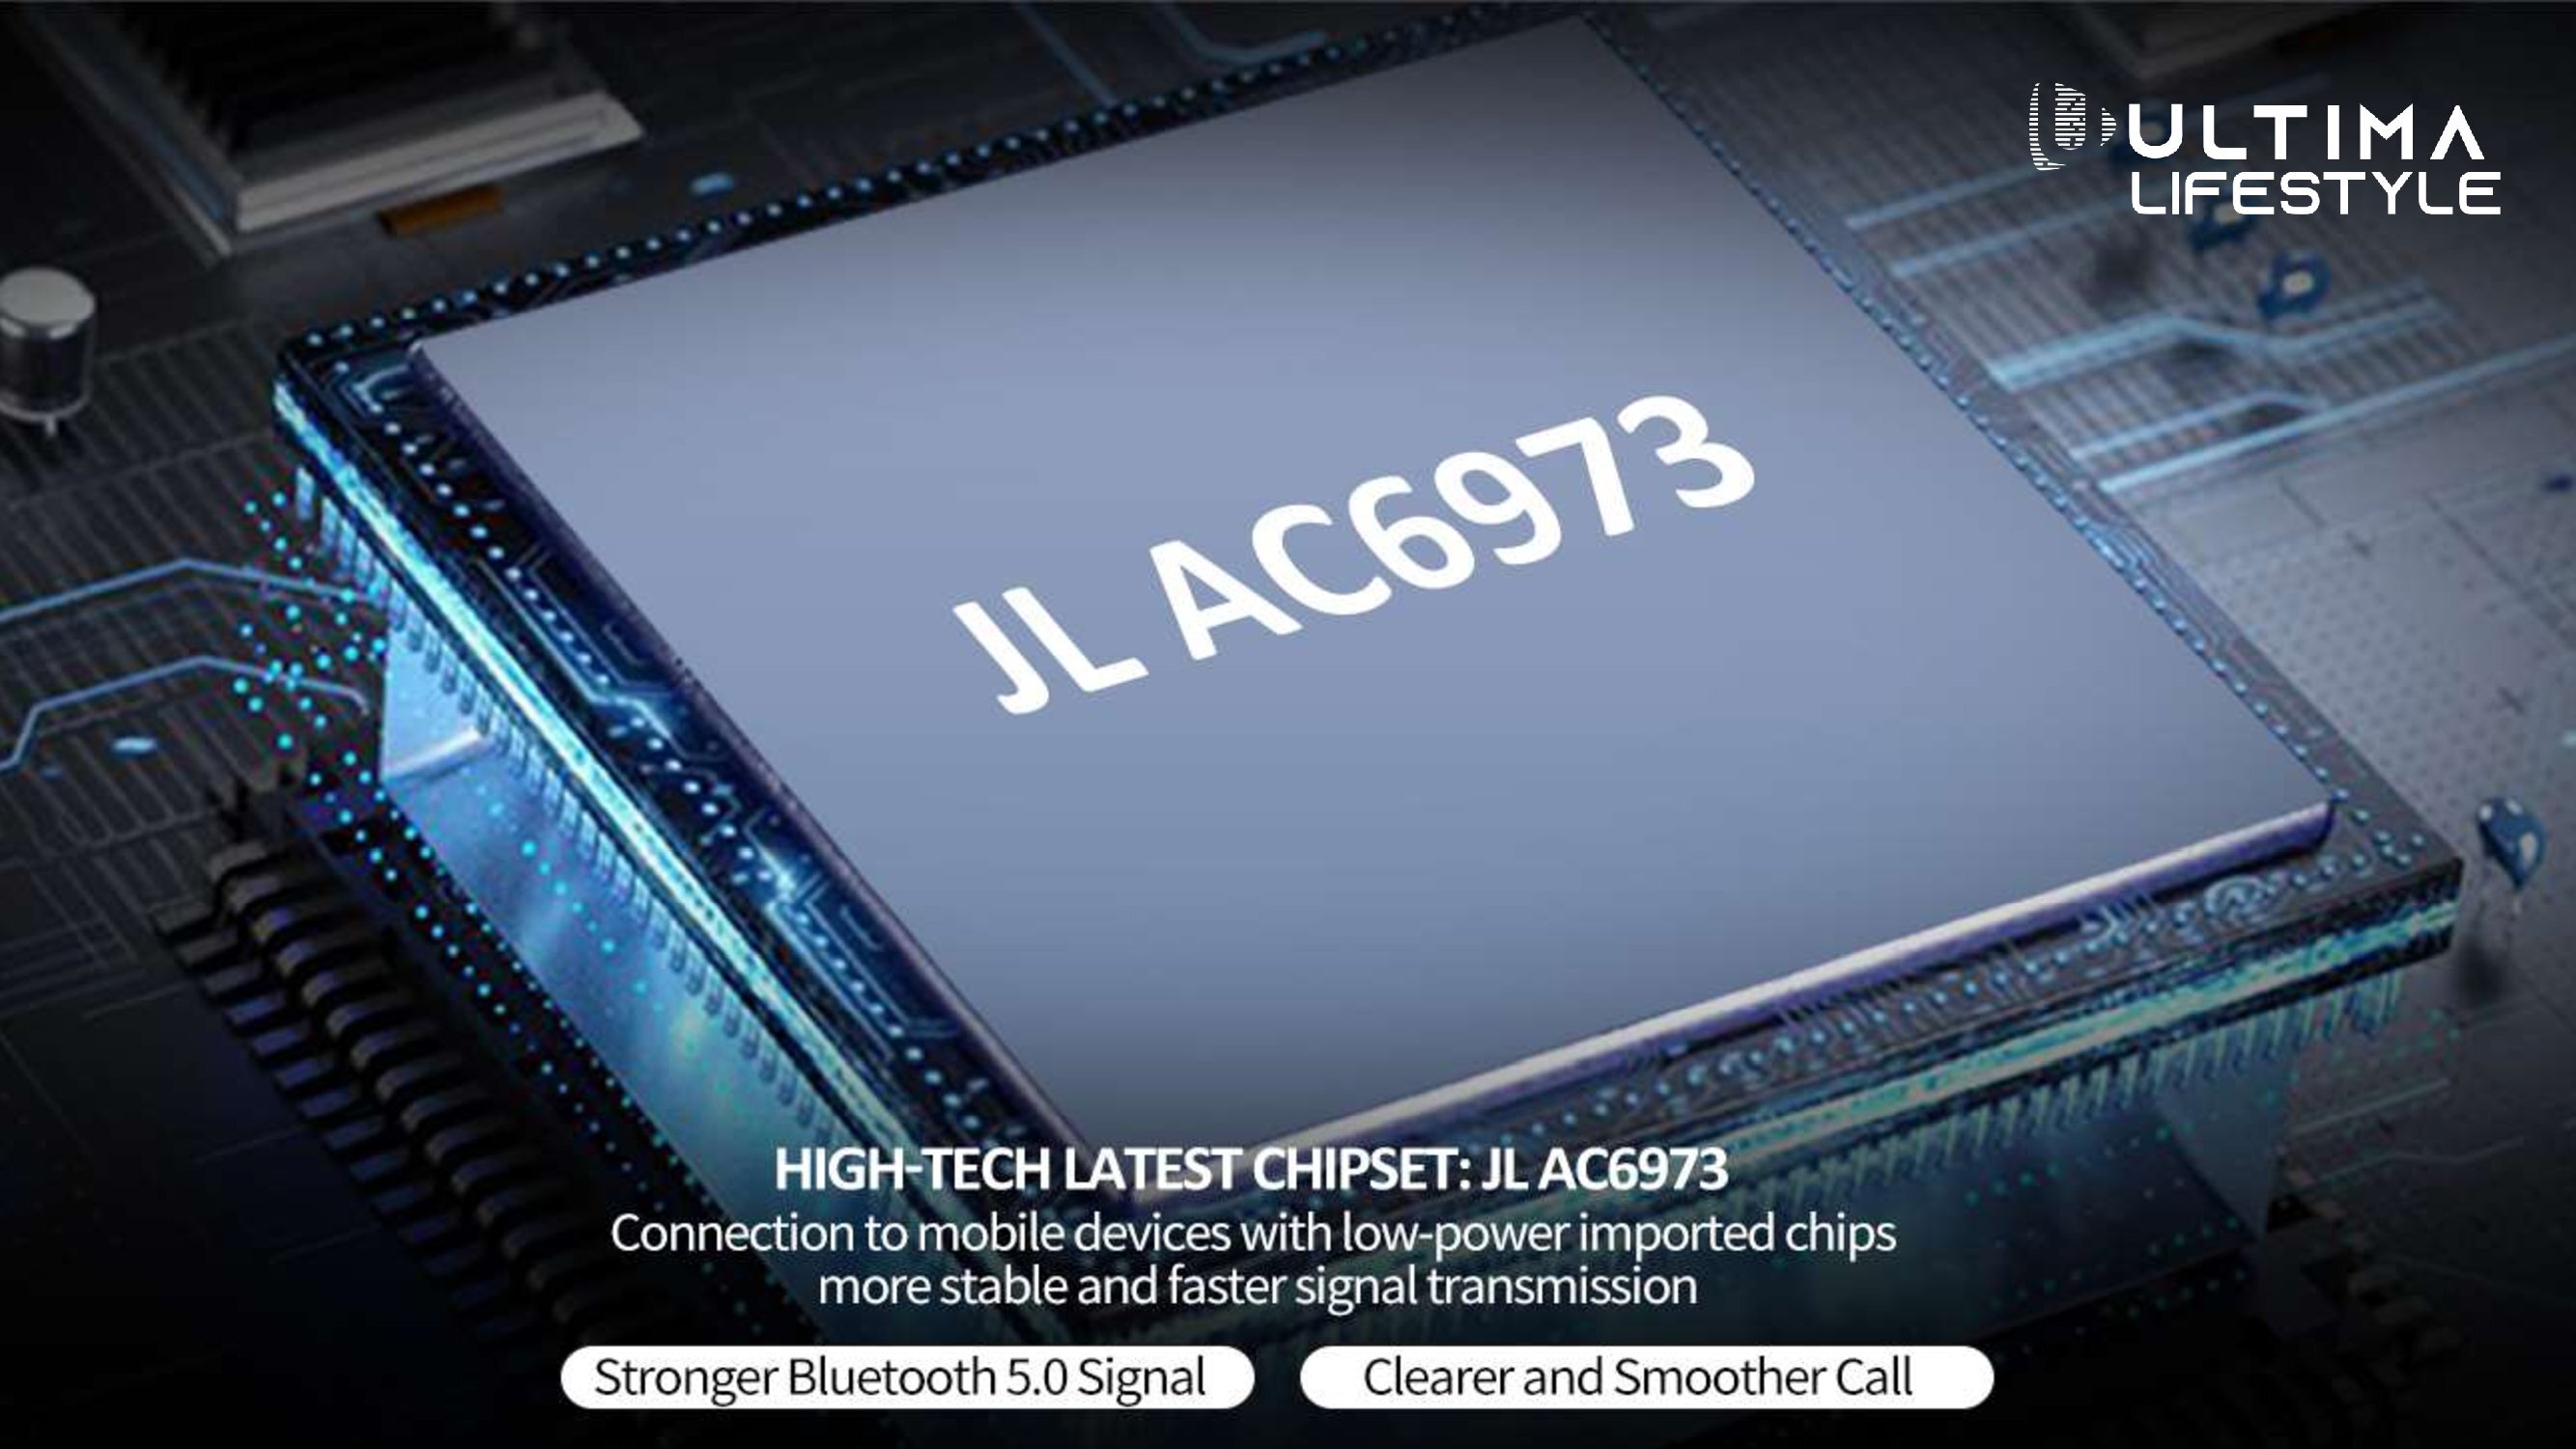 ULTIMA
LIFESTYLE
JL AC6973
HIGH-TECH LATEST CHIPSET: JL AC6973
Connection to mobile devices with low-power imported chips
more stable and faster signal transmission
Stronger Bluetooth 5.0 Signal
Clearer and Smoother Call